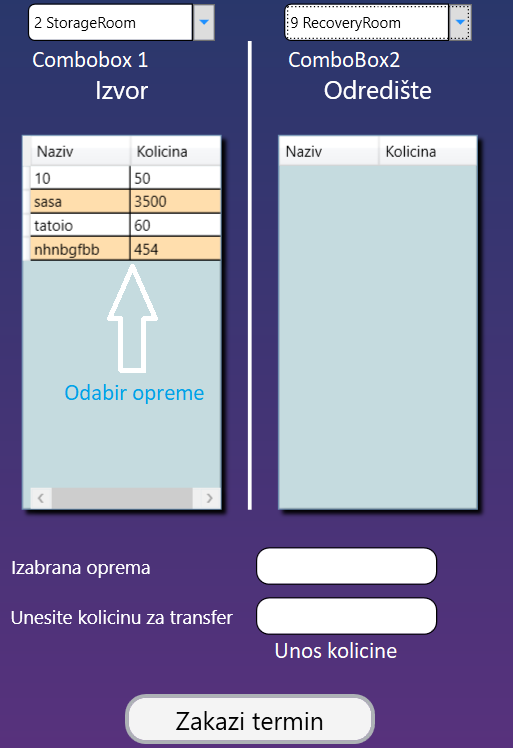 2 StorageRoom
9 RecoveryRoom
Combobox 1
ComboBox2
Izvor
Odredište
Naziv Kolicina
10 50
sasa 3500
tatoio 60
nhnbgfbb 454
Odabir opreme
Naziv Kolicina
Izabrana oprema
Unesite kolicinu za transfer
Unos kolicine
Zakazi termin